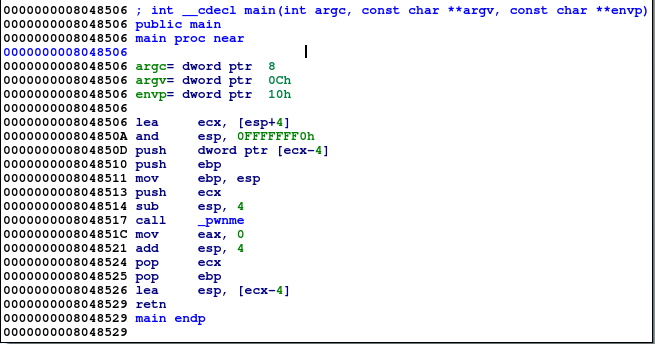 0000000008048506 ; int __cdecl main(int argc, const char **argv, const char **envp)
0000000008048506 public main
0000000008048506 main proc near
0000000008048506
0000000008048506 argc= dword ptr  8
0000000008048506 argv= dword ptr  0Ch
0000000008048506 envp= dword ptr  10h
0000000008048506
0000000008048506 lea     ecx, [esp+4]
000000000804850A and     esp, 0FFFFFFF0h
000000000804850D push    dword ptr [ecx-4]
0000000008048510 push    ebp
0000000008048511 mov     ebp, esp
0000000008048513 push    ecx
0000000008048514 sub     esp, 4
0000000008048517 call    _pwnme
000000000804851C mov     eax, 0
0000000008048521 add     esp, 4
0000000008048524 pop     ecx
0000000008048525 pop     ebp
0000000008048526 lea     esp, [ecx-4]
0000000008048529 retn
0000000008048529 main endp
0000000008048529